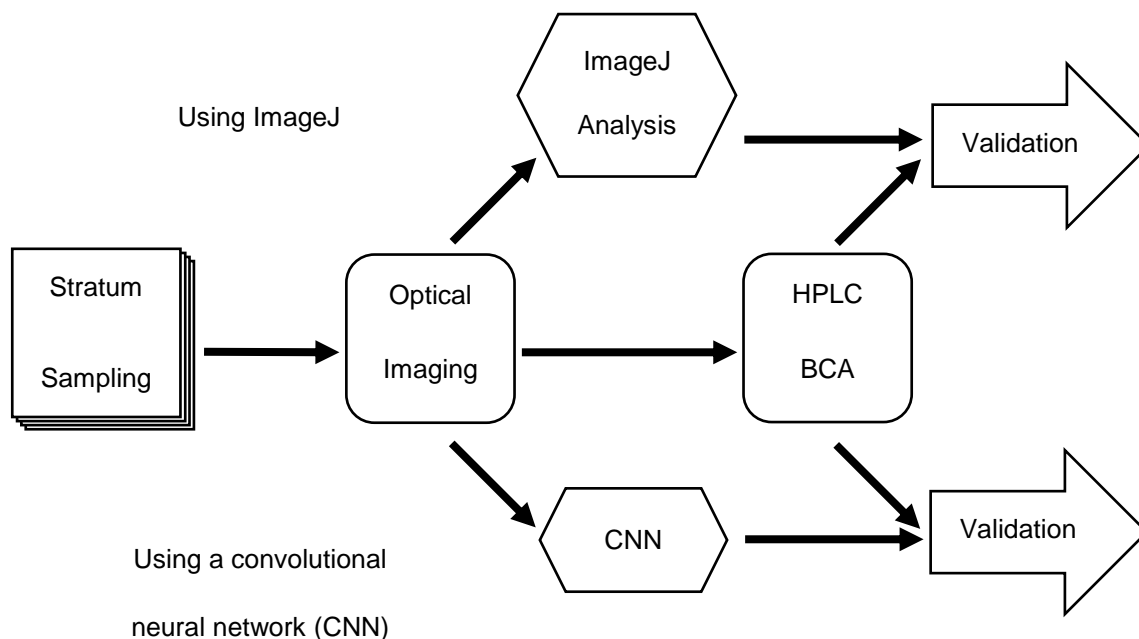 Using ImageJ
ImageJ
Analysis
Validation
Stratum
Sampling
Optical
Imaging
HPLC
BCA
CNN
Validation
Using a convolutional
neural network (CNN)